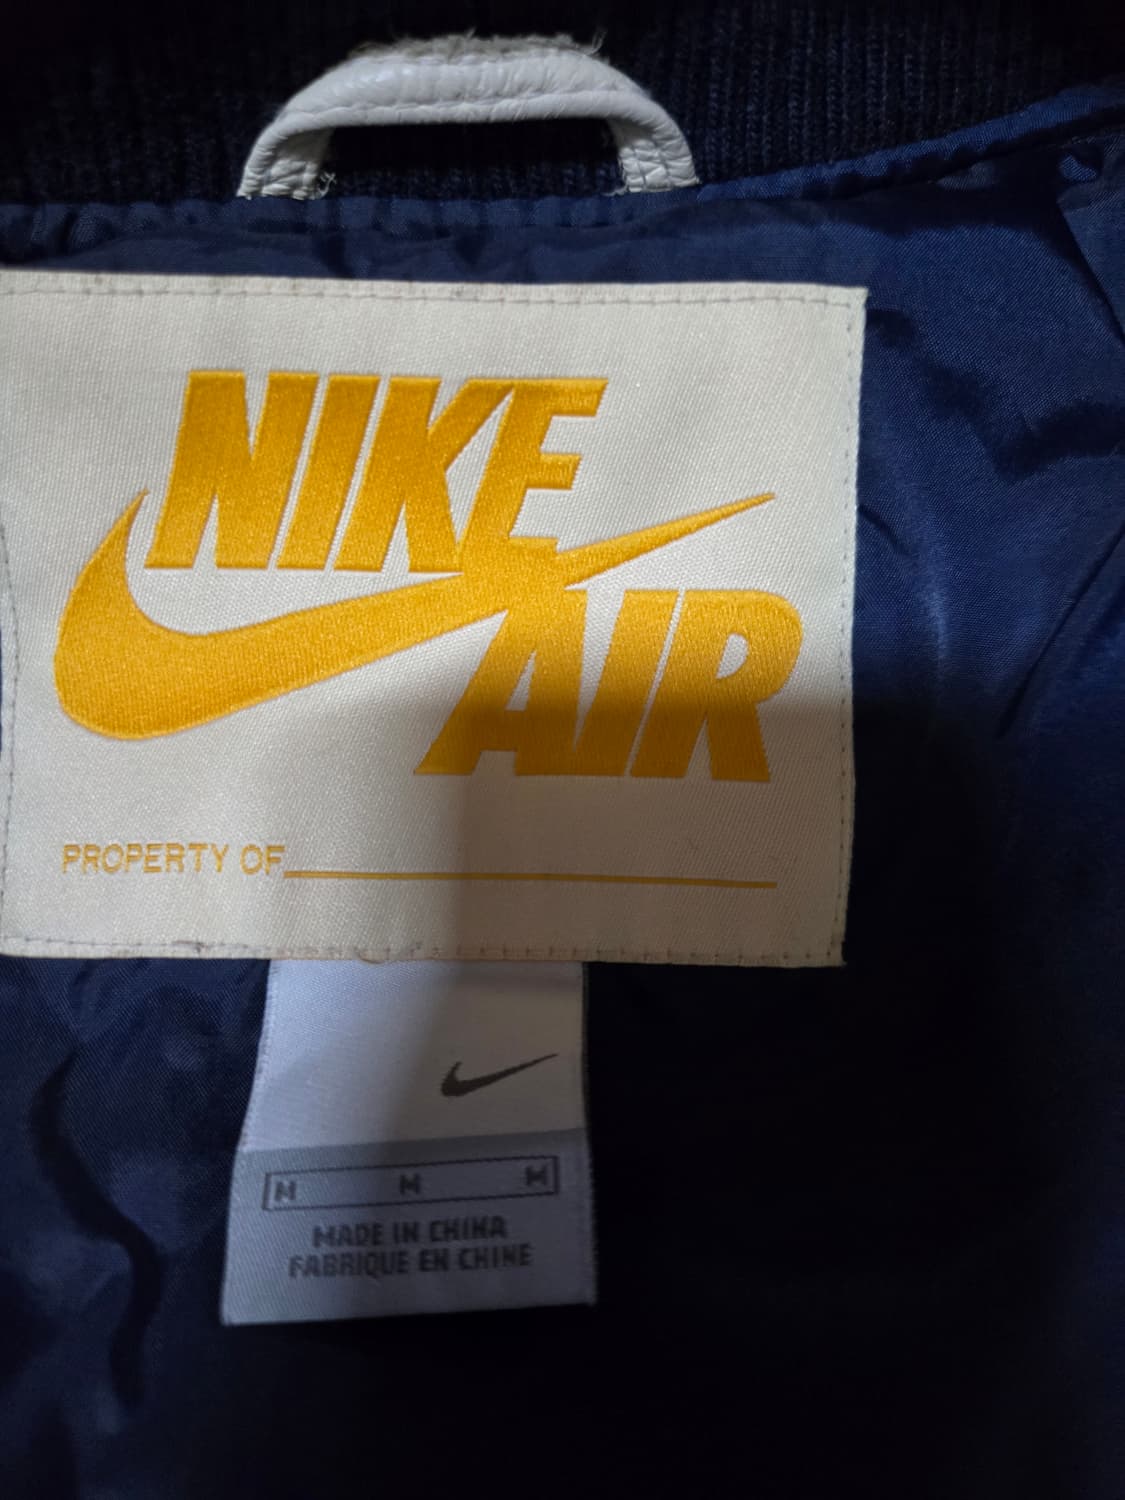 NIKE
AIR
PROPERTY OF
M M M
MADE IN CHINA
FABRIQUE EN CHINE